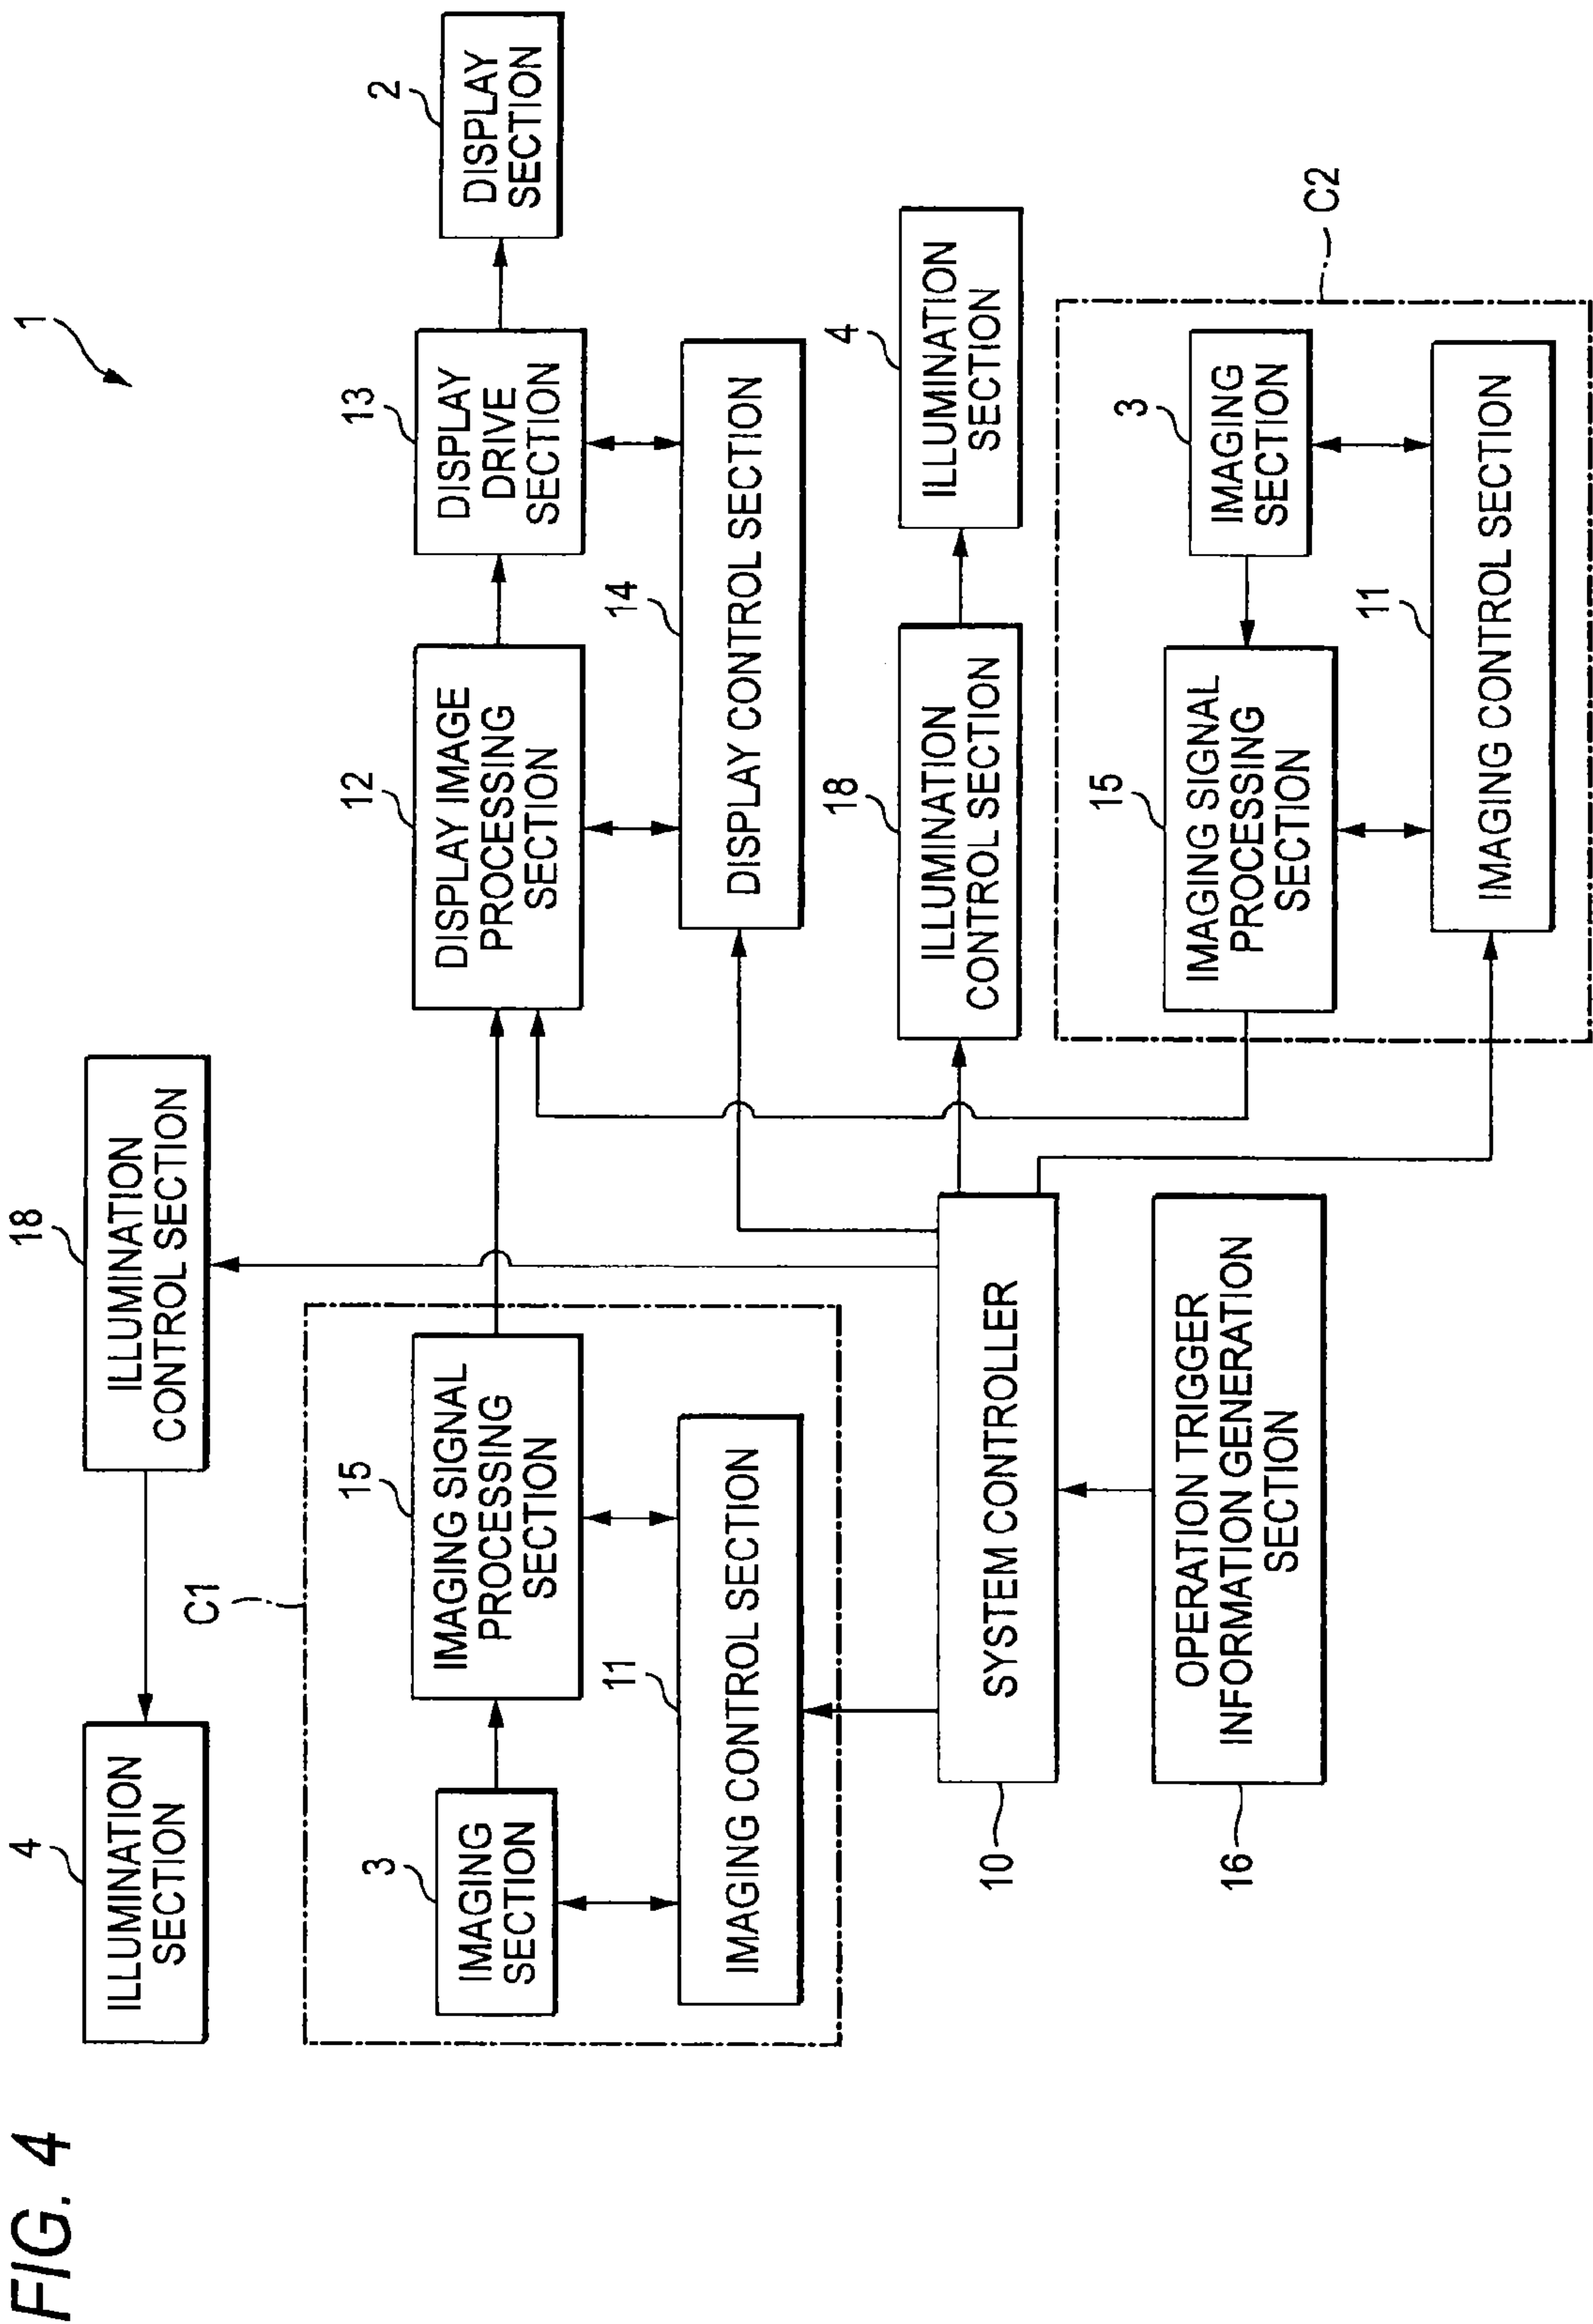 FIG. 4
1
4
ILLUMINATION
SECTION
18
ILLUMINATION
CONTROL SECTION
C1
3
IMAGING
SECTION
15
IMAGING SIGNAL
PROCESSING
SECTION
11
IMAGING CONTROL SECTION
12
DISPLAY IMAGE
PROCESSING
SECTION
13
DISPLAY
DRIVE
SECTION
2
DISPLAY
SECTION
14
DISPLAY CONTROL SECTION
10
SYSTEM CONTROLLER
18
ILLUMINATION
CONTROL SECTION
4
ILLUMINATION
SECTION
16
OPERATION TRIGGER
INFORMATION GENERATION
SECTION
C2
15
IMAGING SIGNAL
PROCESSING
SECTION
3
IMAGING
SECTION
11
IMAGING CONTROL SECTION